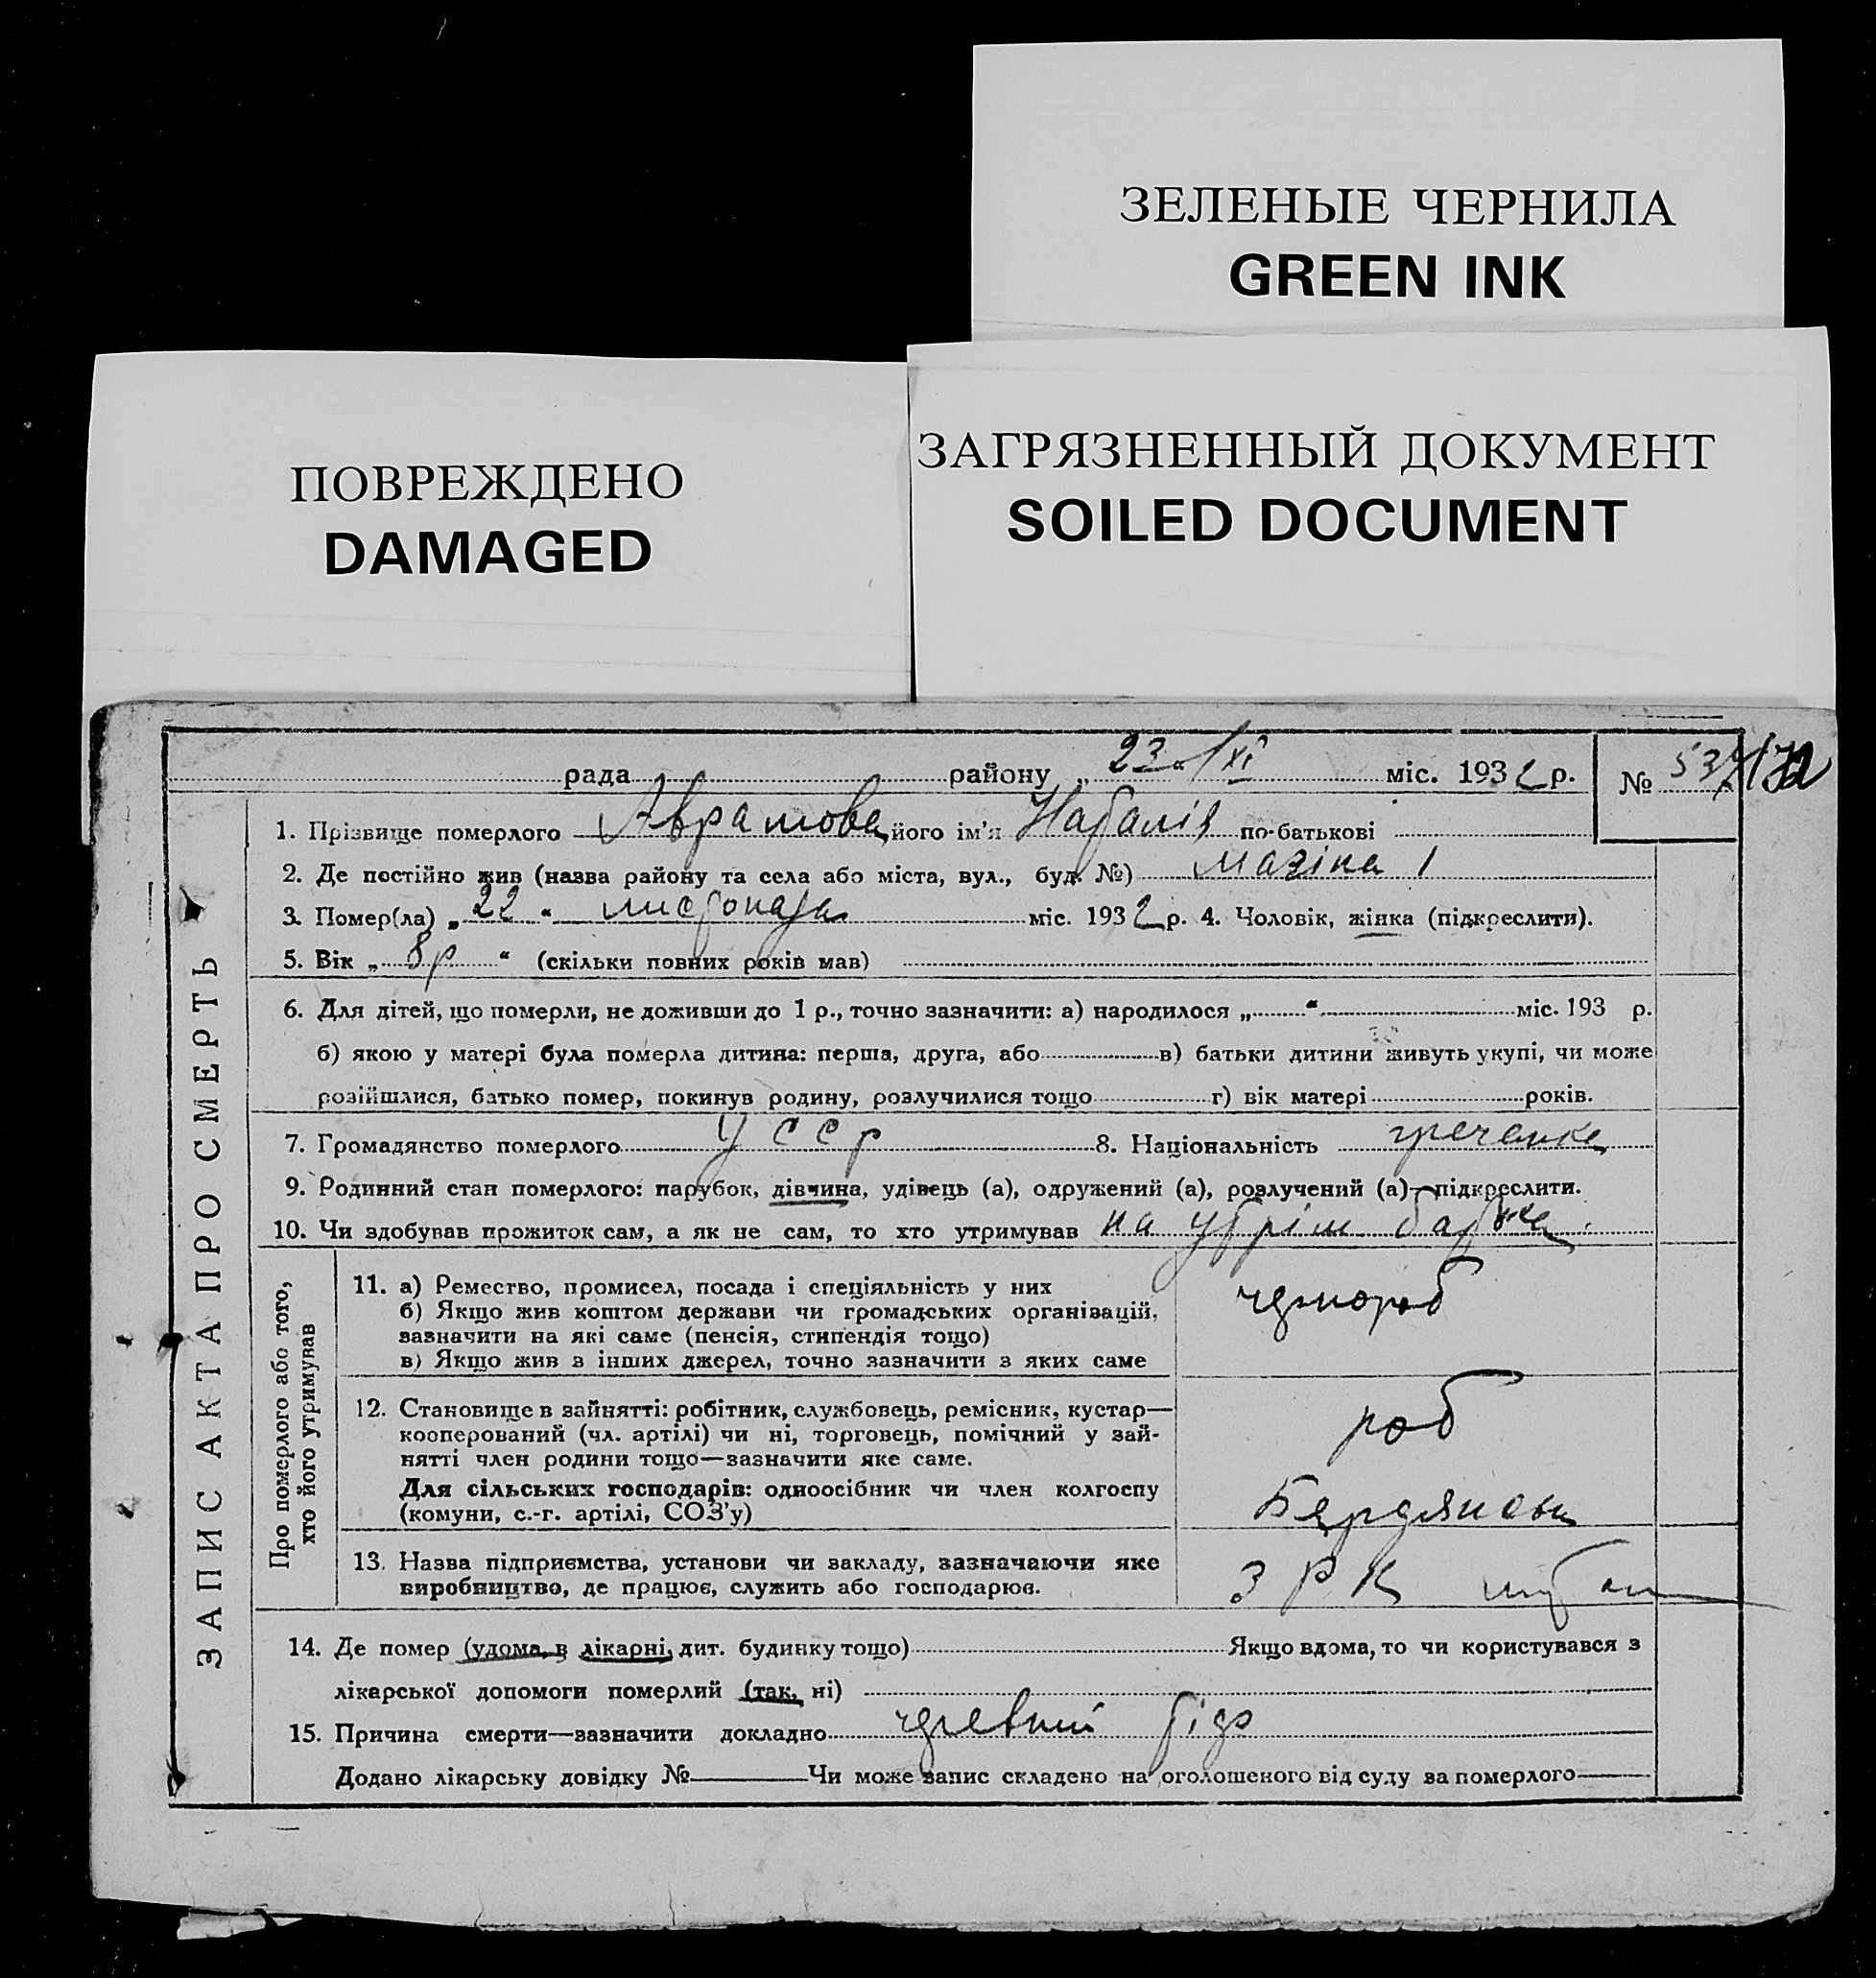 ЗЕЛЕНЫЕ ЧЕРНИЛА
GREEN INK
ЗАГРЯЗНЕННЫЙ ДОКУМЕНТ
SOILED DOCUMENT
ПОВРЕЖДЕНО
DAMAGED
ЗАПИС АКТА ПРО СМЕРТЬ
рада району „ 23 “ / XI міс. 1932 р. №
1. Прізвище померлого Аврамова його ім'я Наталія по-батькові
2. Де постійно жив (назва району та села або міста, вул., буд. №) Мазіна 1
3. Помер(ла) „ 22 “ листопада міс. 1932 р. 4. Чоловік, жінка (підкреслити).
5. Вік „ 8 р “ (скільки повних років мав)
6. Для дітей, що померли, не доживши до 1 р., точно зазначити: а) народилося „ “ міс. 193 р.
б) якою у матері була померла дитина: перша, друга, або в) батьки дитини живуть укупі, чи може
розійшлися, батько помер, покинув родину, розлучилися тощо г) вік матері років.
7. Громадянство померлого УССР 8. Національність гречанка
9. Родинний стан померлого: парубок, дівчина, удівець (а), одружений (а), розлучений (а)—підкреслити.
10. Чи здобував прожиток сам, а як не сам, то хто утримував на утрім батька
Про померлого або того,
хто його утримував
11. а) Ремество, промисел, посада і спеціяльність у них
б) Якщо жив коштом держави чи громадських організацій,
зазначити на які саме (пенсія, стипендія тощо)
в) Якщо жив з інших джерел, точно зазначити з яких саме
чернороб
12. Становище в зайнятті: робітник, службовець, ремісник, кустар—
кооперований (чл. артілі) чи ні, торговець, помічний у зай-
нятті член родини тощо—зазначити яке саме.
роб
Для сільських господарів: одноосібник чи член колгоспу
(комуни, с.-г. артілі, СОЗ'у)
13. Назва підприємства, установи чи закладу, зазначаючи яке
виробництво, де працює, служить або господарює.
ЗРК
14. Де помер (удома, в лікарні, дит. будинку тощо) Якщо вдома, то чи користувався з
лікарської допомоги померлий (так, ні)
15. Причина смерти—зазначити докладно черевний тіф
Додано лікарську довідку № Чи може запис складено на оголошеного від суду за померлого